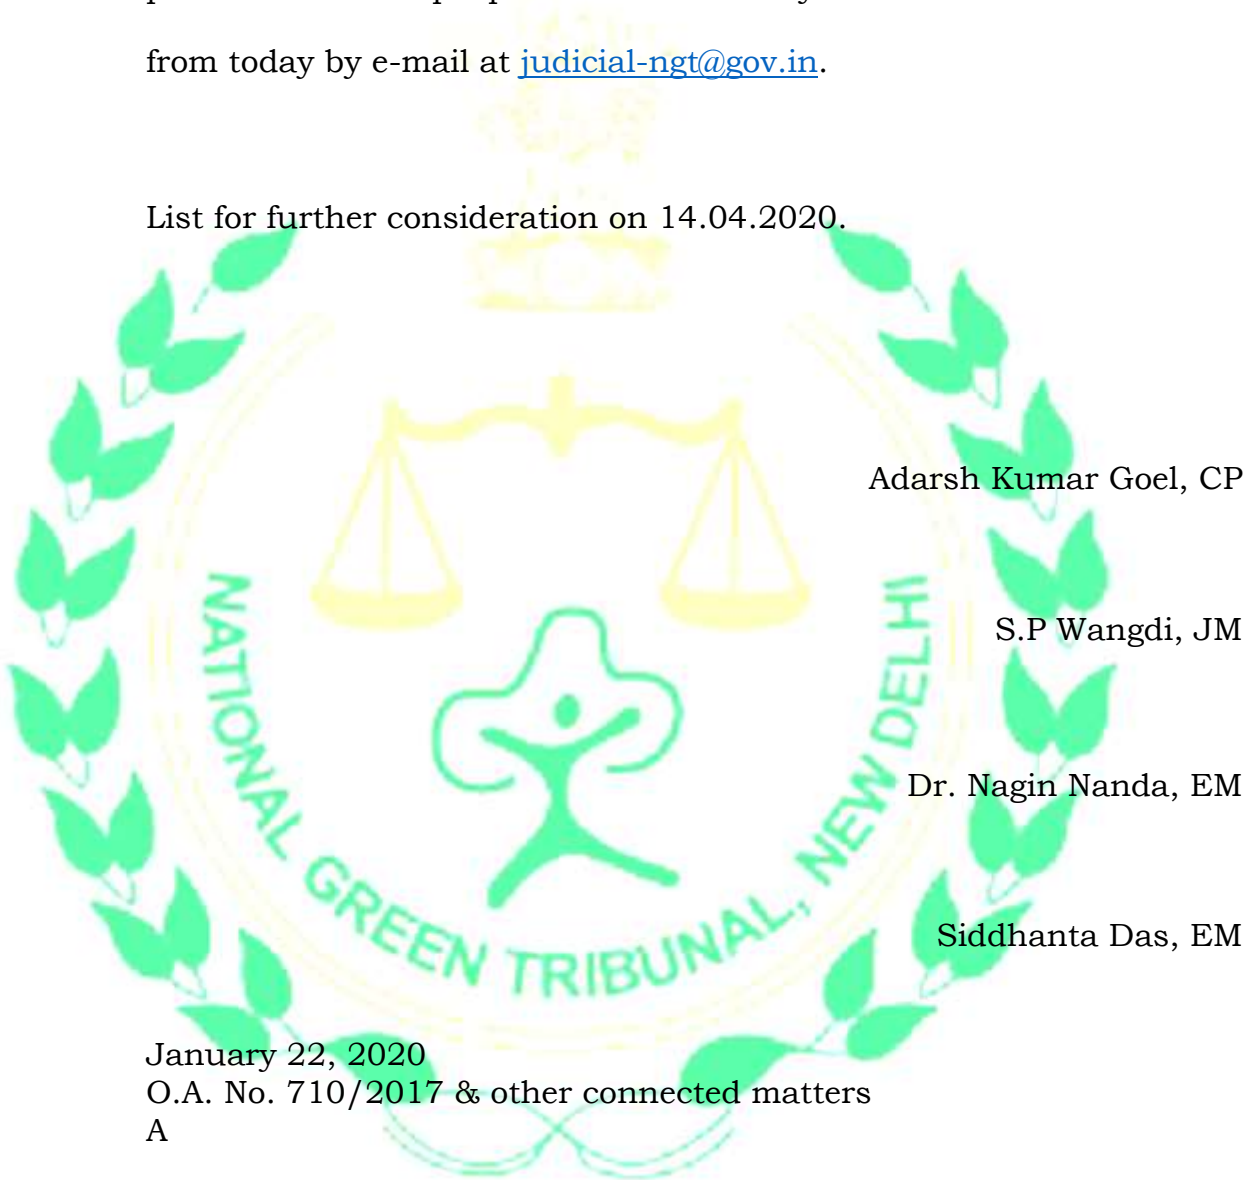 from today by e-mail at judicial-ngt@gov.in.
List for further consideration on 14.04.2020.
Adarsh Kumar Goel, CP
S.P Wangdi, JM
Dr. Nagin Nanda, EM
Siddhanta Das, EM
NATIONAL GREEN TRIBUNAL, NEW DELHI
January 22, 2020
O.A. No. 710/2017 & other connected matters
A